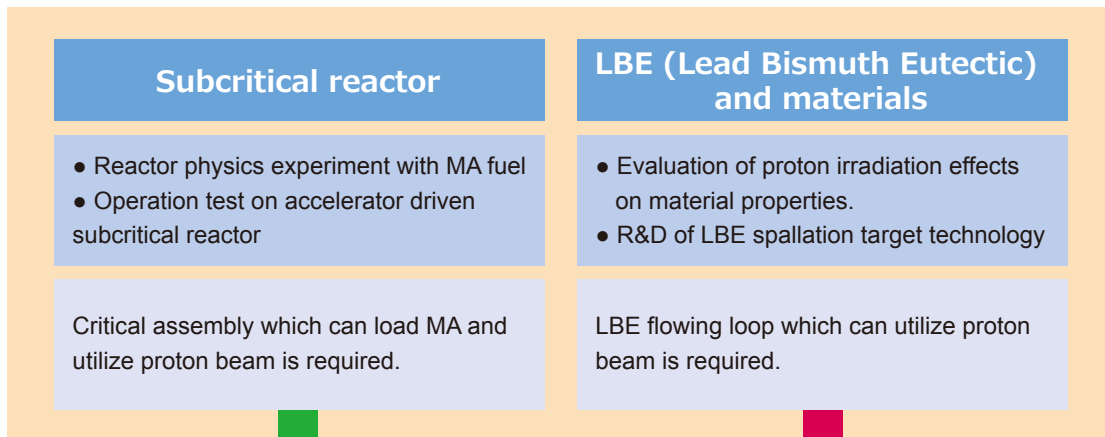 Subcritical reactor
● Reactor physics experiment with MA fuel
● Operation test on accelerator driven
subcritical reactor
Critical assembly which can load MA and
utilize proton beam is required.
LBE (Lead Bismuth Eutectic)
and materials
● Evaluation of proton irradiation effects
on material properties.
● R&D of LBE spallation target technology
LBE flowing loop which can utilize proton
beam is required.